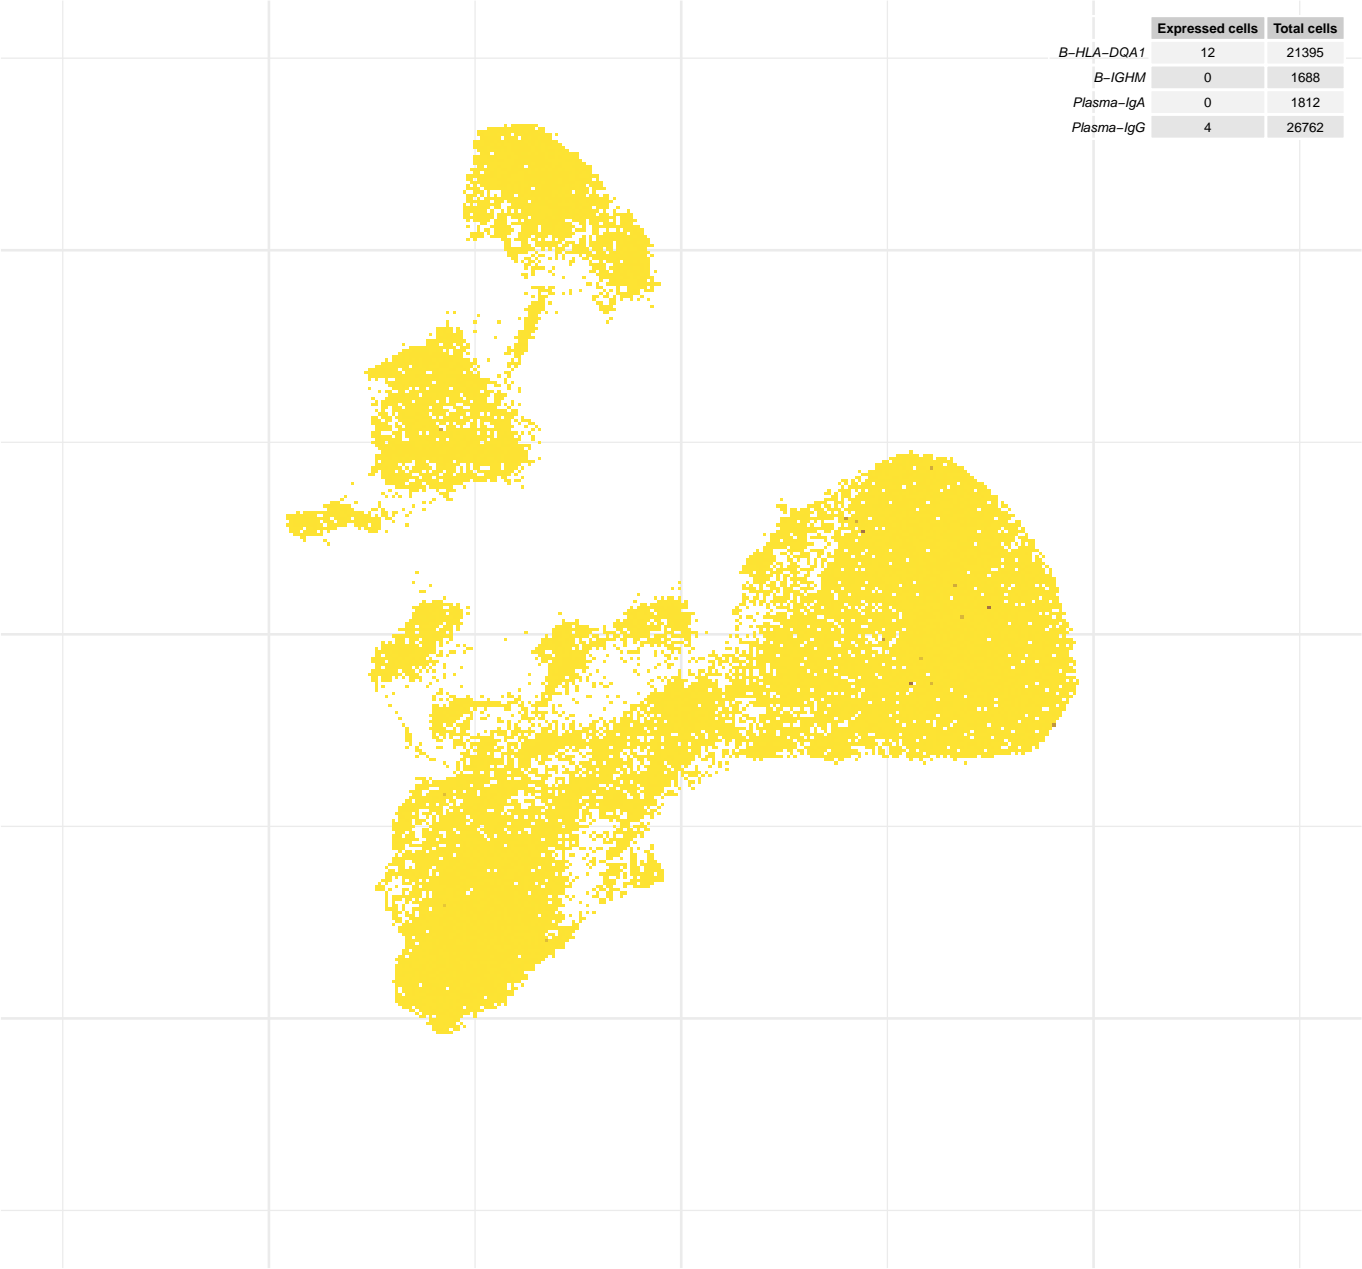 Expressed cells Total cells
B−HLA−DQA1 12 21395
B−IGHM 0 1688
Plasma−IgA 0 1812
Plasma−IgG 4 26762